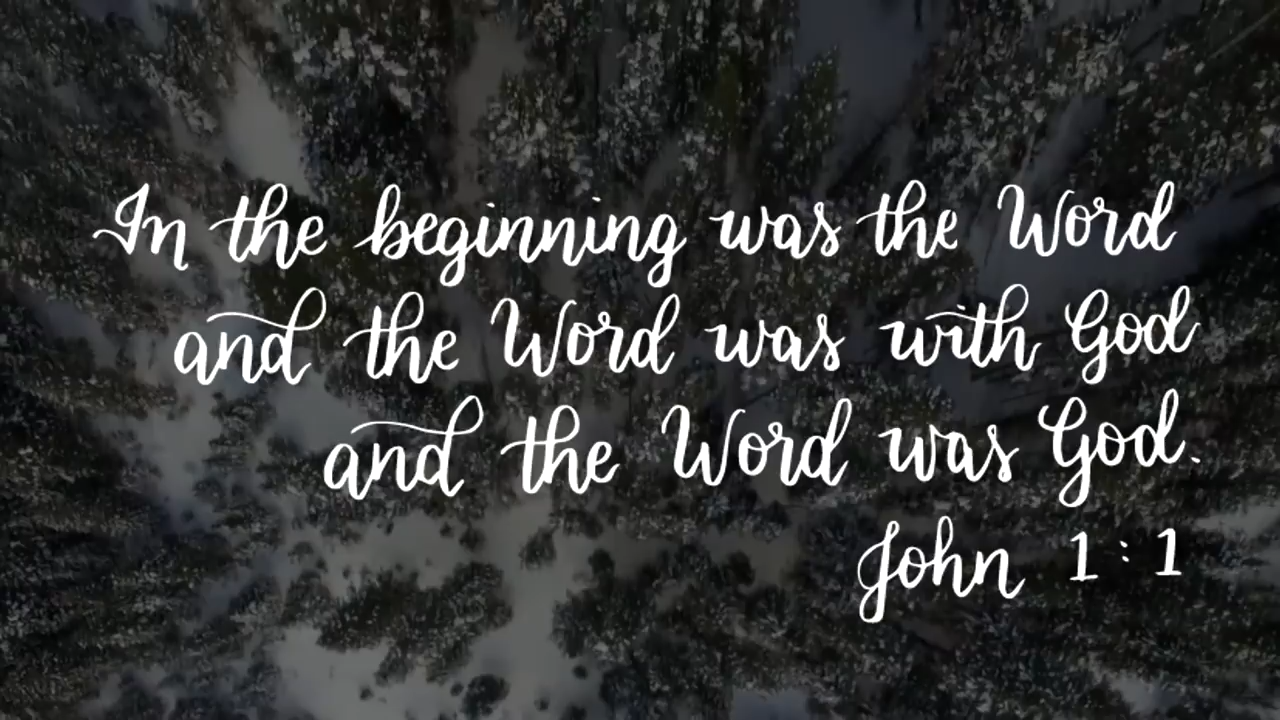 In the beginning was the Word
and the Word was with God
and the Word was God.
John 1:1